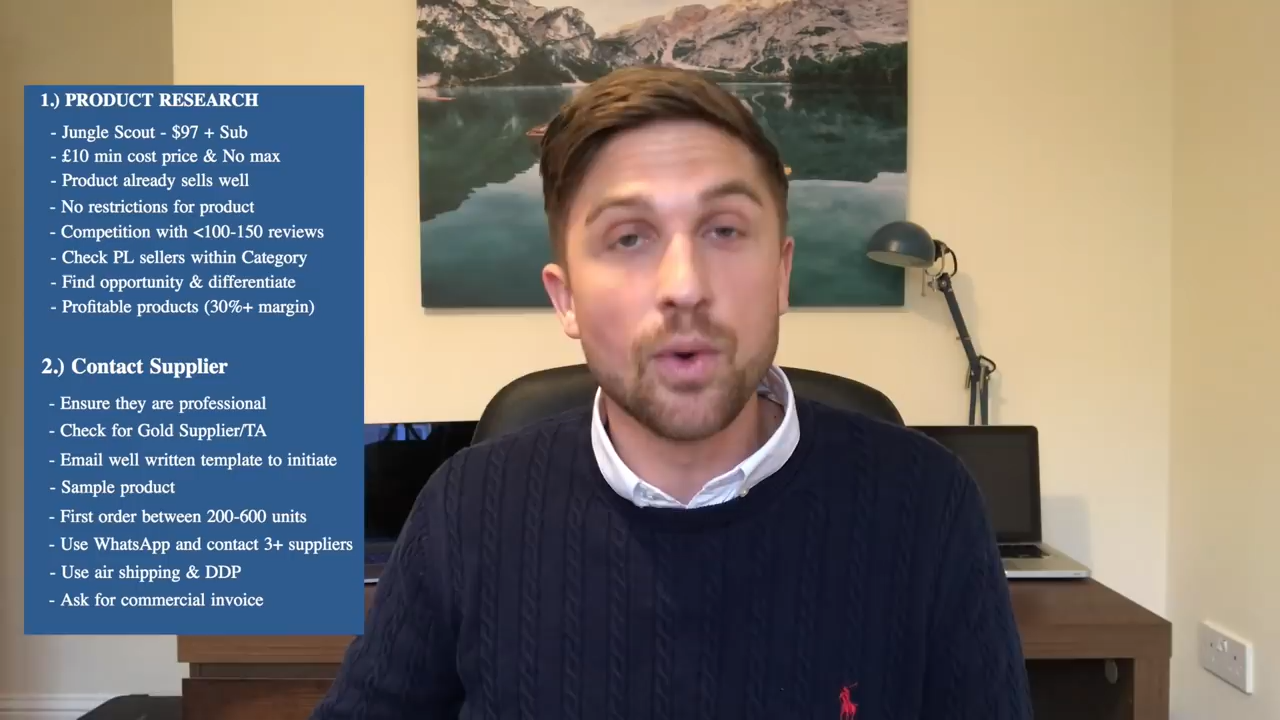 1.) PRODUCT RESEARCH
- Jungle Scout - $97 + Sub
- £10 min cost price & No max
- Product already sells well
- No restrictions for product
- Competition with <100-150 reviews
- Check PL sellers within Category
- Find opportunity & differentiate
- Profitable products (30%+ margin)
2.) Contact Supplier
- Ensure they are professional
- Check for Gold Supplier/TA
- Email well written template to initiate
- Sample product
- First order between 200-600 units
- Use WhatsApp and contact 3+ suppliers
- Use air shipping & DDP
- Ask for commercial invoice